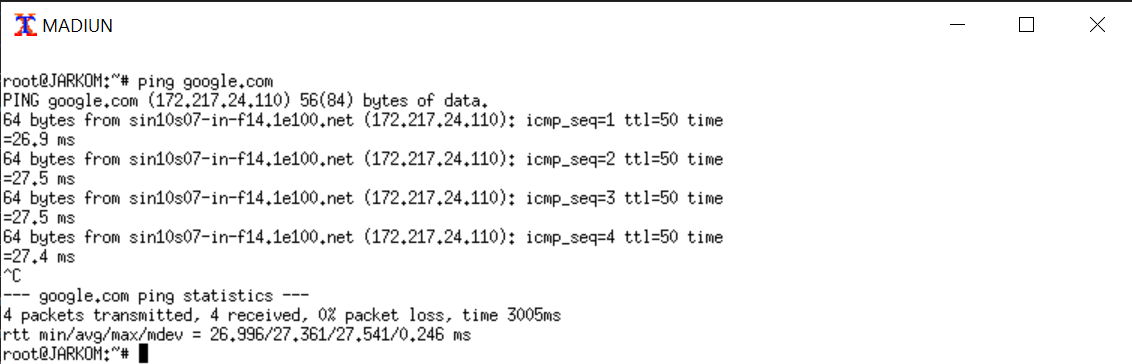 MADIUN
root@JARKOM:~# ping google.com
PING google.com (172.217.24.110) 56(84) bytes of data.
64 bytes from sin10s07-in-f14.1e100.net (172.217.24.110): icmp_seq=1 ttl=50 time
=26.9 ms
64 bytes from sin10s07-in-f14.1e100.net (172.217.24.110): icmp_seq=2 ttl=50 time
=27.5 ms
64 bytes from sin10s07-in-f14.1e100.net (172.217.24.110): icmp_seq=3 ttl=50 time
=27.5 ms
64 bytes from sin10s07-in-f14.1e100.net (172.217.24.110): icmp_seq=4 ttl=50 time
=27.4 ms
^C
--- google.com ping statistics ---
4 packets transmitted, 4 received, 0% packet loss, time 3005ms
rtt min/avg/max/mdev = 26.996/27.361/27.541/0.246 ms
root@JARKOM:~#